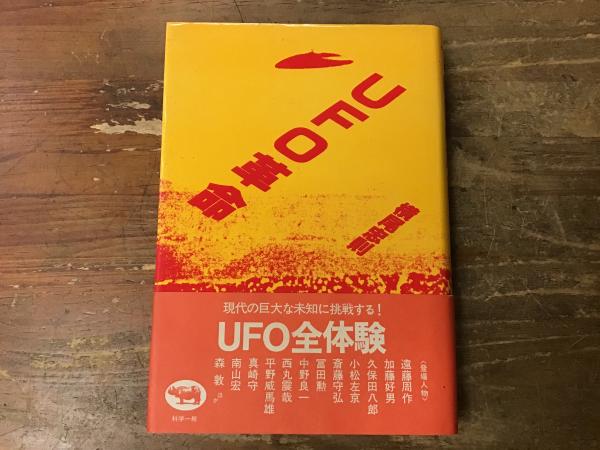 UFO革命
横尾忠則
現代の巨大な未知に挑戦する!
UFO全体験
〈登場人物〉
遠藤周作
加藤好男
久保田八郎
小松左京
斎藤守弘
冨田勲
中野良一
西丸震哉
平野威馬雄
真崎守
南山宏
森敦ほか
科学一般